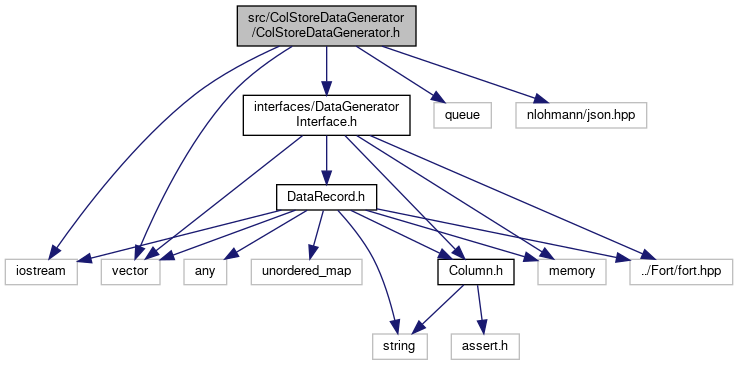 src/ColStoreDataGenerator
/ColStoreDataGenerator.h
interfaces/DataGenerator
Interface.h
queue
nlohmann/json.hpp
DataRecord.h
iostream
vector
any
unordered_map
Column.h
memory
../Fort/fort.hpp
string
assert.h